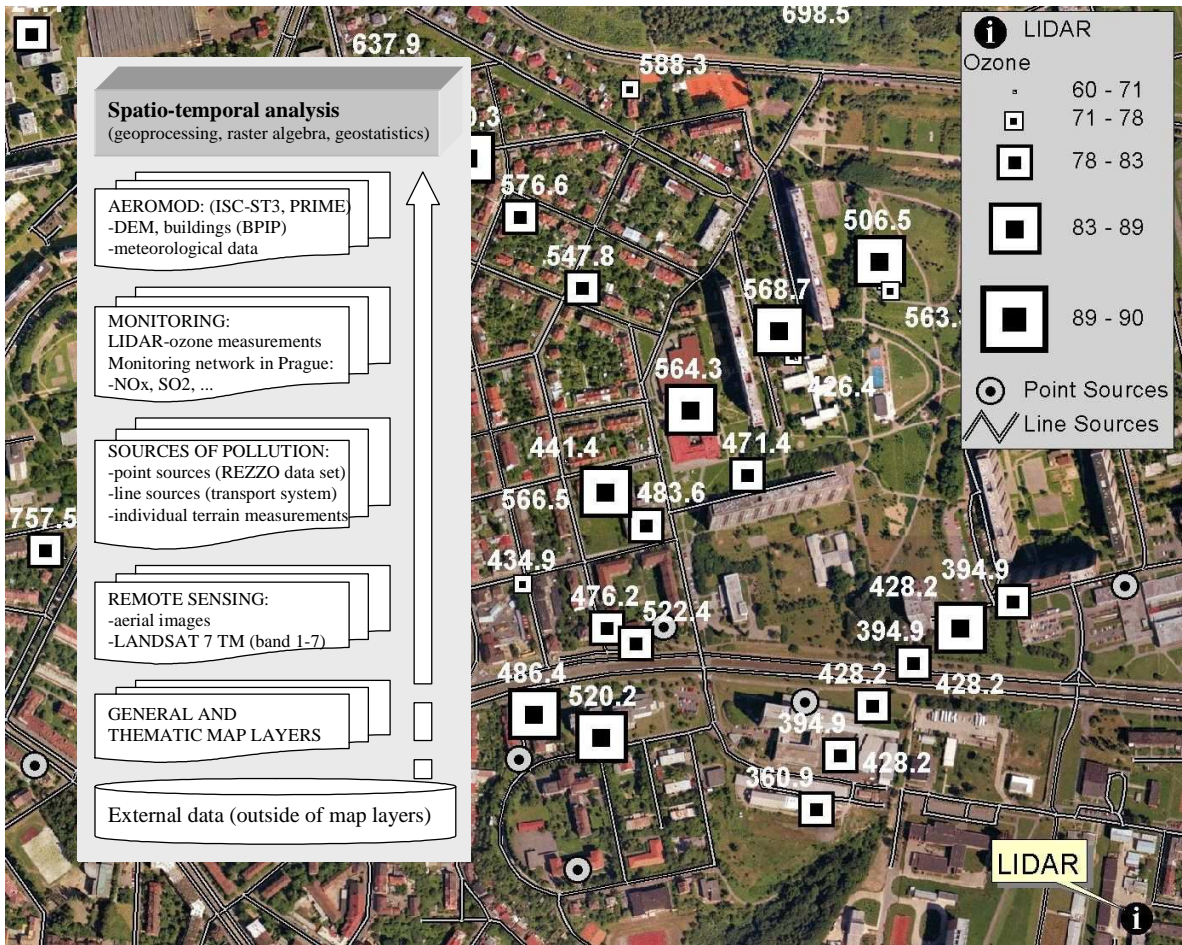 Spatio-temporal analysis
(geoprocessing, raster algebra, geostatistics)
AEROMOD: (ISC-ST3, PRIME)
-DEM, buildings (BPIP)
-meteorological data
MONITORING:
LIDAR-ozone measurements
Monitoring network in Prague:
-NOx, SO2, ...
SOURCES OF POLLUTION:
-point sources (REZZO data set)
-line sources (transport system)
-individual terrain measurements
REMOTE SENSING:
-aerial images
-LANDSAT 7 TM (band 1-7)
GENERAL AND
THEMATIC MAP LAYERS
External data (outside of map layers)
698.5
637.9
588.3
576.6
506.5
547.8
568.7
563.
564.3
426.4
441.4
471.4
566.5
483.6
757.5
434.9
428.2
394.9
476.2
522.4
394.9
486.4
428.2
428.2
520.2
394.9
428.2
360.9
LIDAR
i
i LIDAR
Ozone
60 - 71
71 - 78
78 - 83
83 - 89
89 - 90
Point Sources
Line Sources